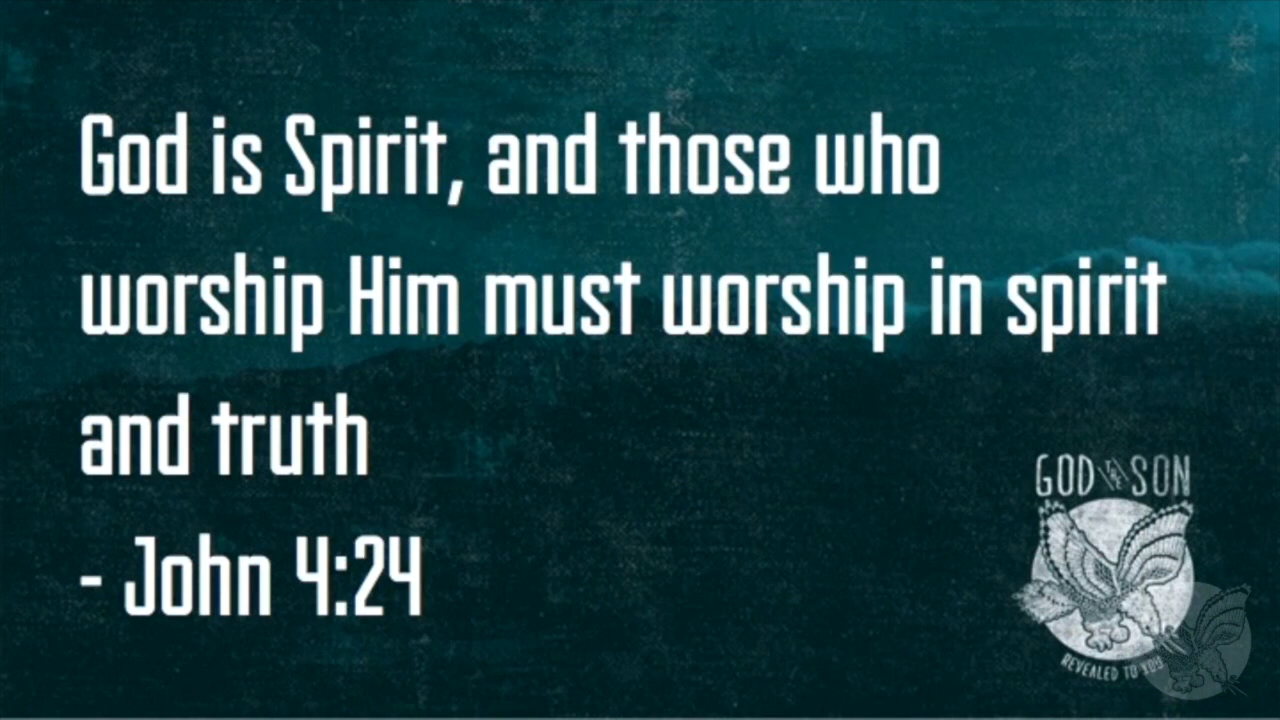 God is Spirit, and those who
worship Him must worship in spirit
and truth
- John 4:24
GOD THE SON
REVEALED TO YOU